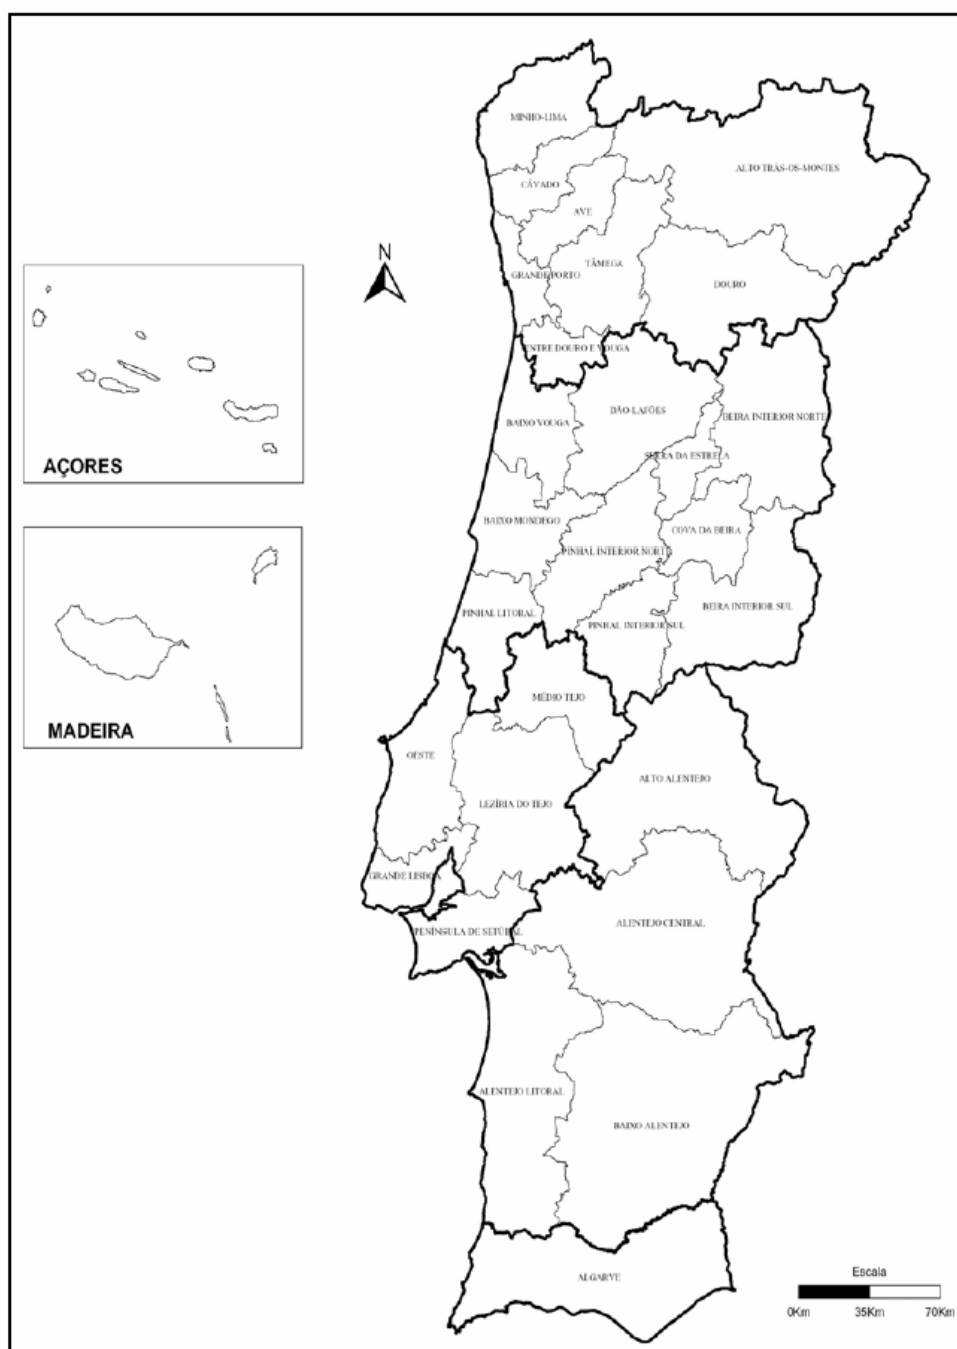 MINHO-LIMA
ALTO TRÁS-OS-MONTES
CÁVADO
AVE
N
TÂMEGA
GRANDE PORTO
DOURO
ENTRE DOURO E VOUGA
DÃO-LAFÕES
BEIRA INTERIOR NORTE
BAIXO VOUGA
SERRA DA ESTRELA
AÇORES
BAIXO MONDEGO
COVA DA BEIRA
PINHAL INTERIOR NORTE
BEIRA INTERIOR SUL
PINHAL LITORAL
PINHAL INTERIOR SUL
MÉDIO TEJO
MADEIRA
OESTE
ALTO ALENTEJO
LEZÍRIA DO TEJO
GRANDE LISBOA
ALENTEJO CENTRAL
PENÍNSULA DE SETÚBAL
ALENTEJO LITORAL
BAIXO ALENTEJO
ALGARVE
Escala
0Km 35Km 70Km